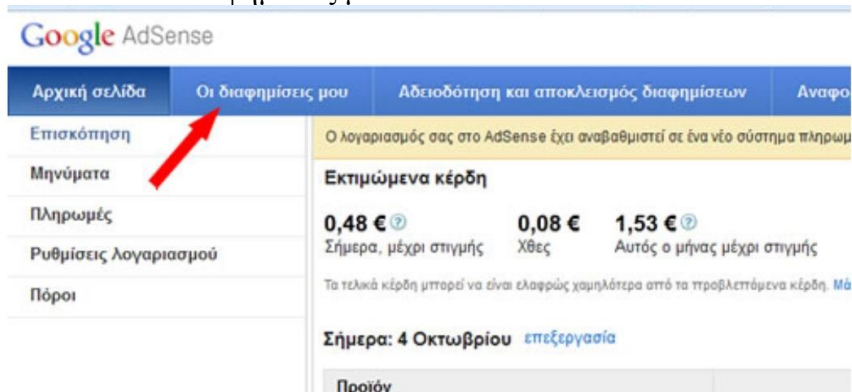 Google AdSense
Αρχική σελίδα Οι διαφημίσεις μου Αδειοδότηση και αποκλεισμός διαφημίσεων
Επισκόπηση
Μηνύματα
Πληρωμές
Ρυθμίσεις λογαριασμού
Πόροι
Ο λογαριασμός σας στο AdSense έχει αναβαθμιστεί σε ένα νέο σύστημα
Εκτιμώμενα κέρδη
0,48 € 0,08 € 1,53 €
Σήμερα, μέχρι στιγμής Χθες Αυτός ο μήνας μέχρι στιγμής
Τα τελικά κέρδη μπορεί να είναι ελαφρώς χαμηλότερα από τα προβλεπόμενα κέρδη.
Σήμερα: 4 Οκτωβρίου επεξεργασία
Προϊόν